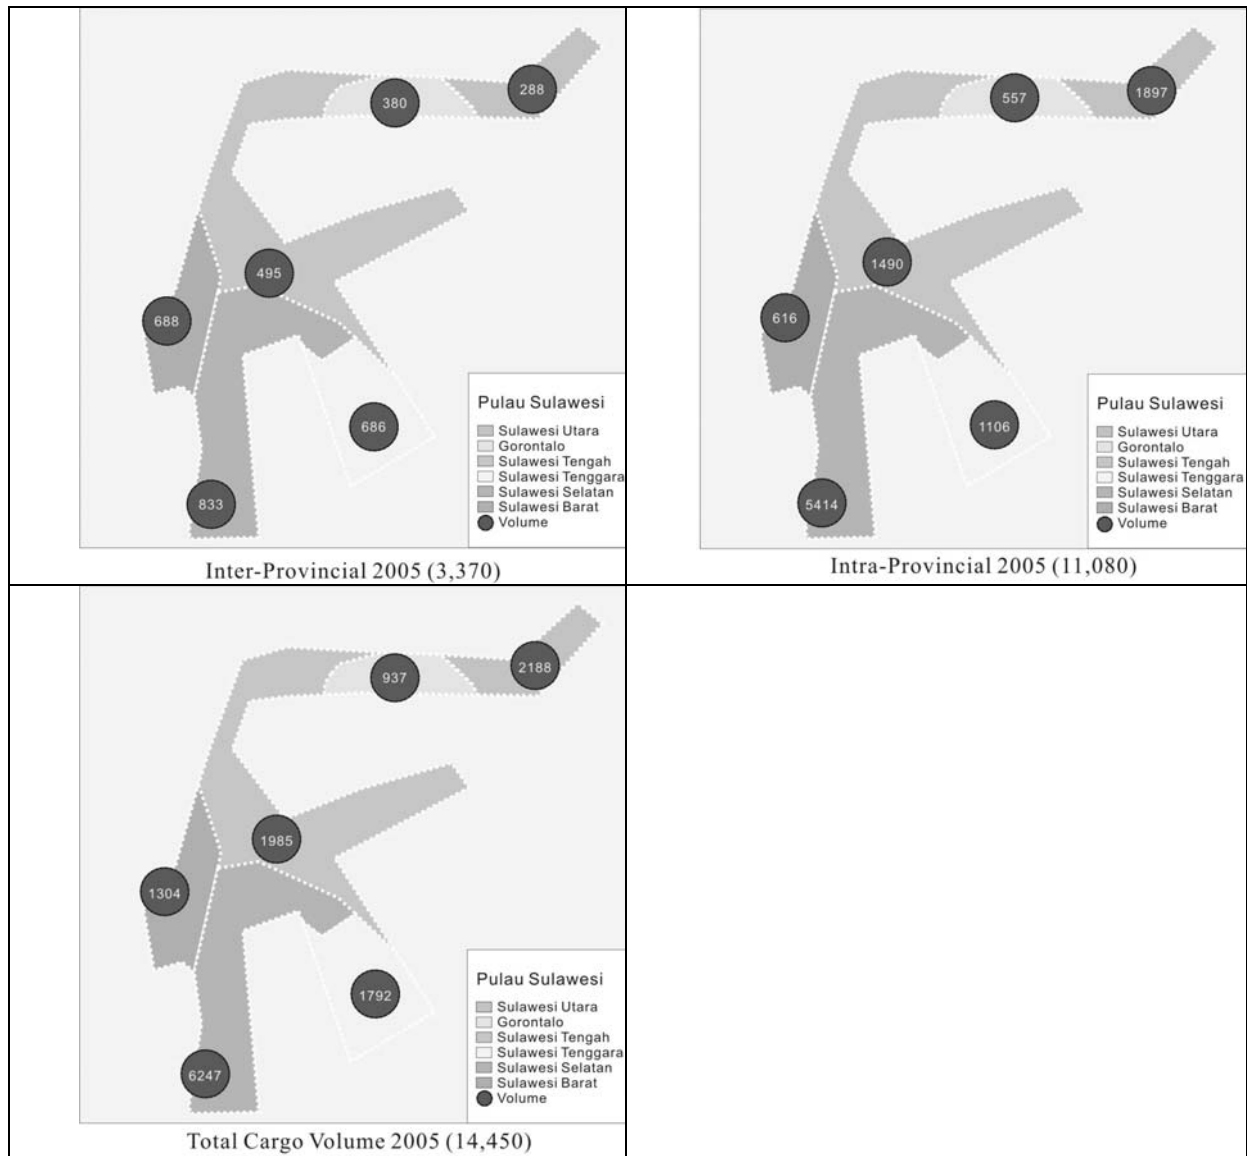 288
380
495
688
686
833
Pulau Sulawesi
Sulawesi Utara
Gorontalo
Sulawesi Tengah
Sulawesi Tenggara
Sulawesi Selatan
Sulawesi Barat
Volume
Inter-Provincial 2005 (3,370)
1897
557
1490
616
1106
5414
Pulau Sulawesi
Sulawesi Utara
Gorontalo
Sulawesi Tengah
Sulawesi Tenggara
Sulawesi Selatan
Sulawesi Barat
Volume
Intra-Provincial 2005 (11,080)
2188
937
1985
1304
1792
6247
Pulau Sulawesi
Sulawesi Utara
Gorontalo
Sulawesi Tengah
Sulawesi Tenggara
Sulawesi Selatan
Sulawesi Barat
Volume
Total Cargo Volume 2005 (14,450)